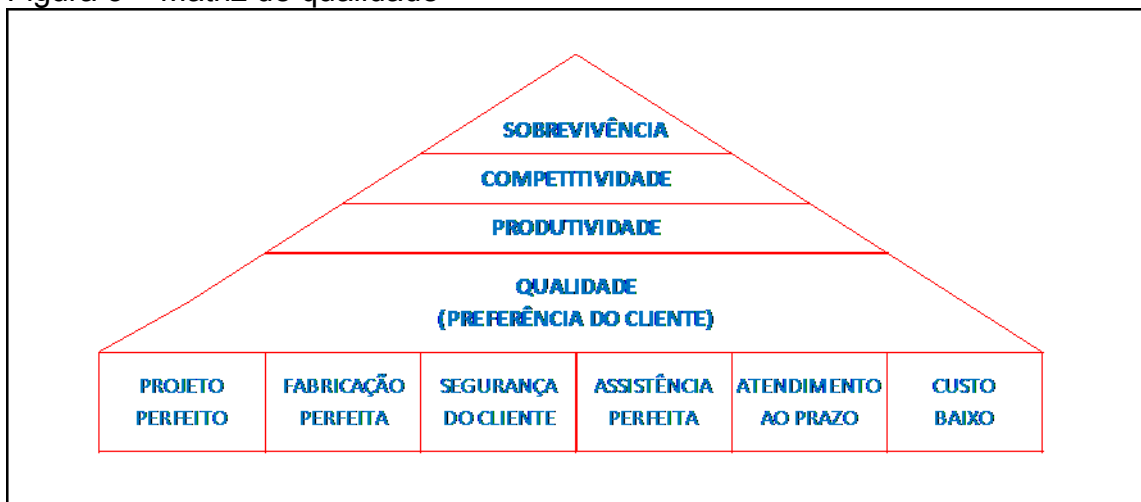 SOBREVIVÊNCIA
COMPETITIVIDADE
PRODUTIVIDADE
QUALIDADE
(PREFERÊNCIA DO CLIENTE)
PROJETO PERFEITO
FABRICAÇÃO PERFEITA
SEGURANÇA DO CLIENTE
ASSISTÊNCIA PERFEITA
ATENDIMENTO AO PRAZO
CUSTO BAIXO